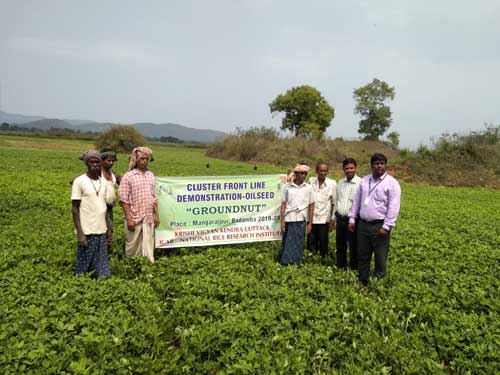 CLUSTER FRONT LINE
DEMONSTRATION-OILSEED
"GROUNDNUT"
Place : Mangarajpur, Badamba 2019-20
KRISHI VIGYAN KENDRA CUTTACK
ICAR - NATIONAL RICE RESEARCH INSTITUTE